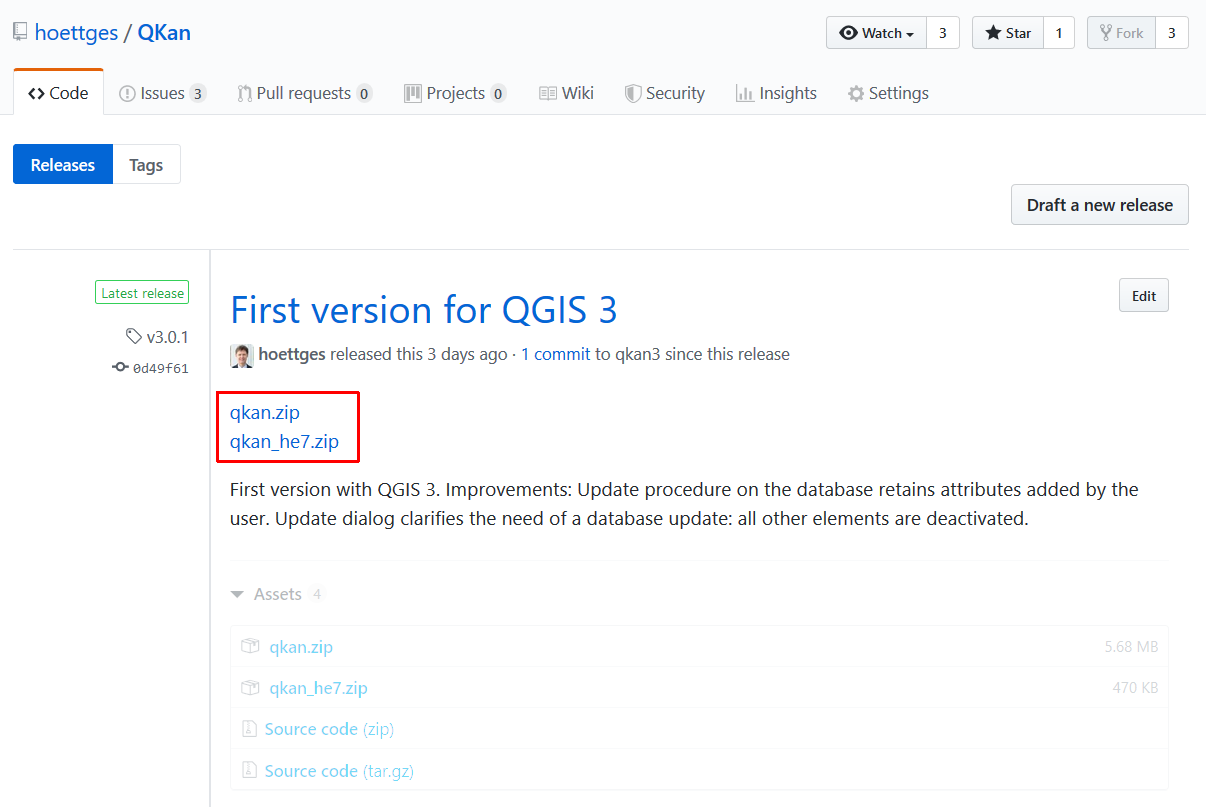 hoettges / QKan
Watch 3 Star 1 Fork 3
Code Issues 3 Pull requests 0 Projects 0 Wiki Security Insights Settings
Releases Tags
Draft a new release
Latest release
v3.0.1
0d49f61
First version for QGIS 3
Edit
hoettges released this 3 days ago · 1 commit to qkan3 since this release
qkan.zip
qkan_he7.zip
First version with QGIS 3. Improvements: Update procedure on the database retains attributes added by the
user. Update dialog clarifies the need of a database update: all other elements are deactivated.
Assets 4
qkan.zip 5.68 MB
qkan_he7.zip 470 KB
Source code (zip)
Source code (tar.gz)